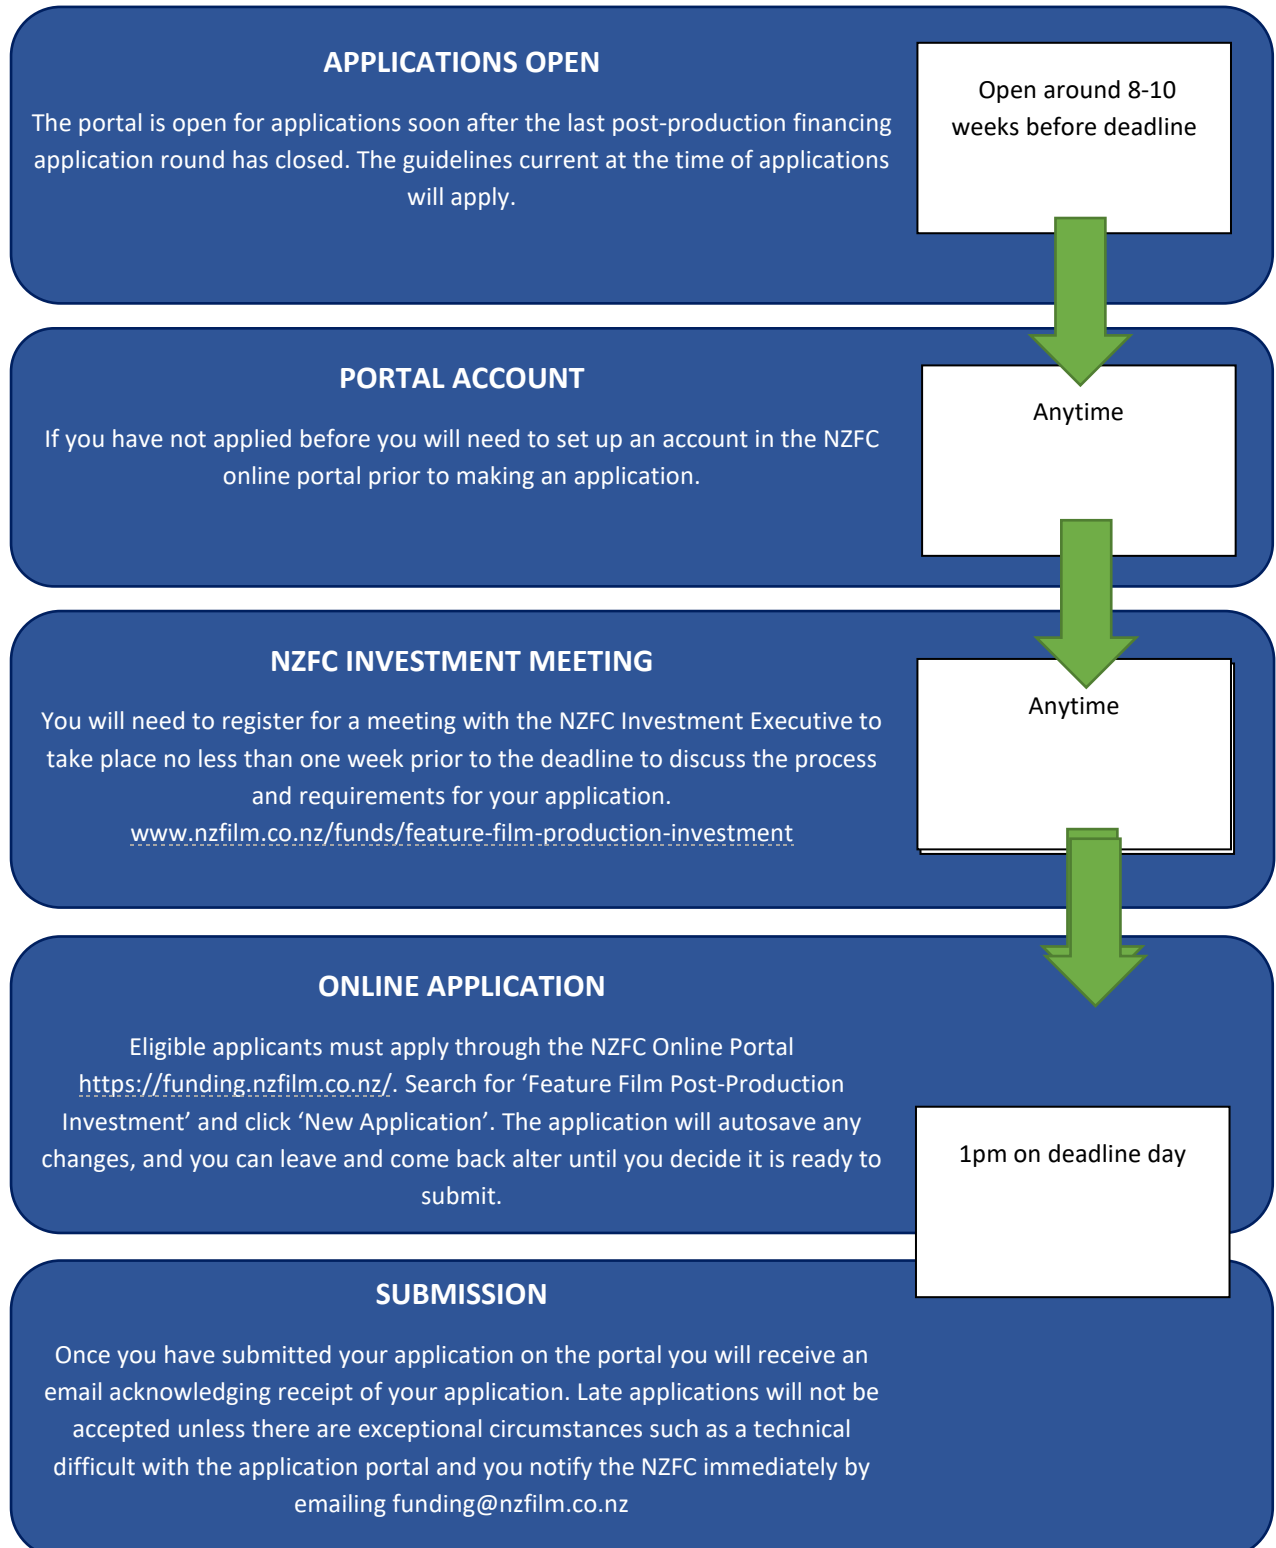 APPLICATIONS OPEN
The portal is open for applications soon after the last post-production financing
application round has closed. The guidelines current at the time of applications
will apply.
Open around 8-10
weeks before deadline
PORTAL ACCOUNT
If you have not applied before you will need to set up an account in the NZFC
online portal prior to making an application.
Anytime
NZFC INVESTMENT MEETING
You will need to register for a meeting with the NZFC Investment Executive to
take place no less than one week prior to the deadline to discuss the process
and requirements for your application.
www.nzfilm.co.nz/funds/feature-film-production-investment
Anytime
ONLINE APPLICATION
Eligible applicants must apply through the NZFC Online Portal
https://funding.nzfilm.co.nz/. Search for ‘Feature Film Post-Production
Investment’ and click ‘New Application’. The application will autosave any
changes, and you can leave and come back alter until you decide it is ready to
submit.
1pm on deadline day
SUBMISSION
Once you have submitted your application on the portal you will receive an
email acknowledging receipt of your application. Late applications will not be
accepted unless there are exceptional circumstances such as a technical
difficult with the application portal and you notify the NZFC immediately by
emailing funding@nzfilm.co.nz